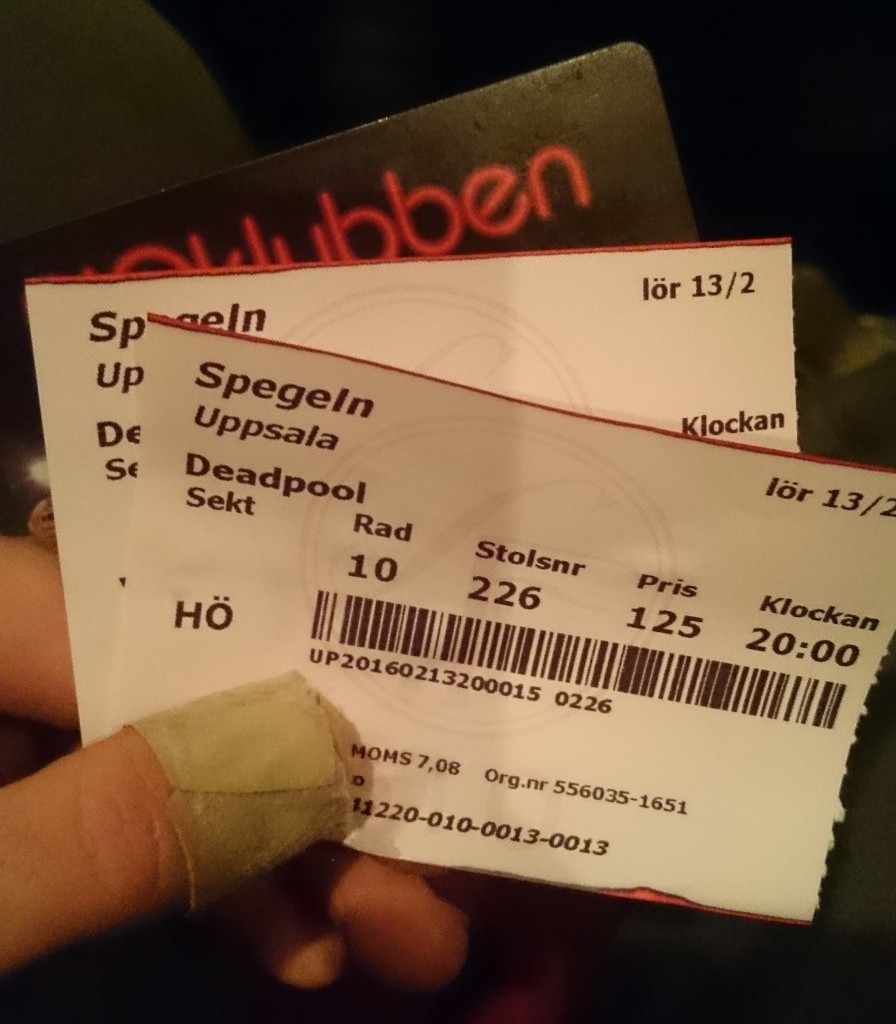 klubben
lör 13/2
Spegeln
Klockan
Spegeln
Uppsala
Deadpool
lör 13/2
Sekt
Rad
Stolsnr
Pris
Klockan
HÖ
10
226
125
20:00
UP20160213200015 0226
MOMS 7,08 Org.nr 556035-1651
11220-010-0013-0013